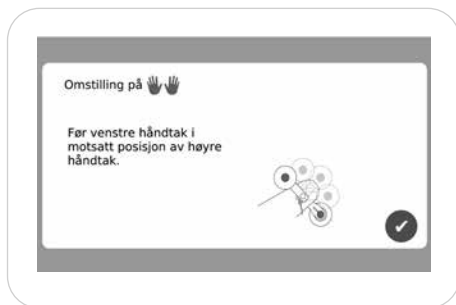 Omstilling på
Før venstre håndtak i
motsatt posisjon av høyre
håndtak.